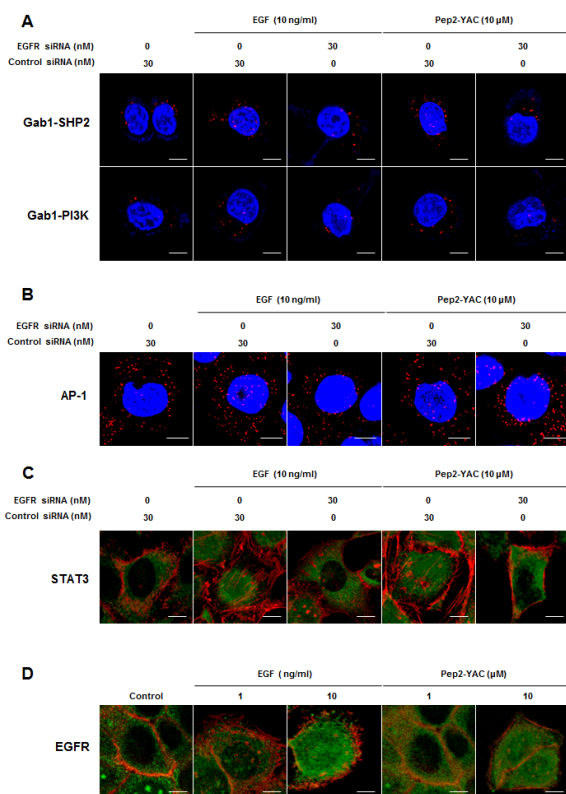 A
EGF (10 ng/ml) Pep2-YAC (10 µM)
EGFR siRNA (nM) 0 0 30 0 30
Control siRNA (nM) 30 30 0 30 0
Gab1-SHP2
Gab1-PI3K
B
EGF (10 ng/ml) Pep2-YAC (10 µM)
EGFR siRNA (nM) 0 0 30 0 30
Control siRNA (nM) 30 30 0 30 0
AP-1
C
EGF (10 ng/ml) Pep2-YAC (10 µM)
EGFR siRNA (nM) 0 0 30 0 30
Control siRNA (nM) 30 30 0 30 0
STAT3
D
EGF ( ng/ml) Pep2-YAC (µM)
Control 1 10 1 10
EGFR